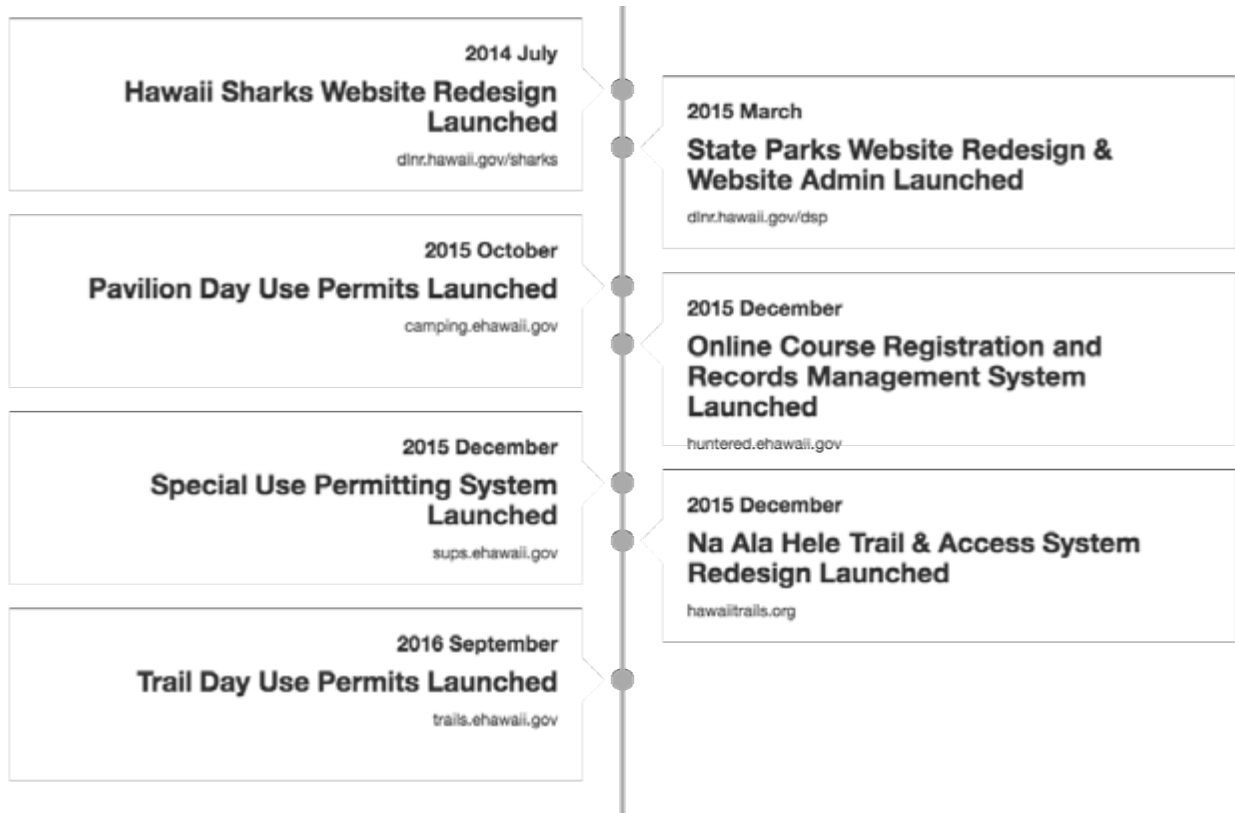 2014 July
Hawaii Sharks Website Redesign
Launched
dlnr.hawaii.gov/sharks
2015 March
State Parks Website Redesign &
Website Admin Launched
dlnr.hawaii.gov/dsp
2015 October
Pavilion Day Use Permits Launched
camping.ehawaii.gov
2015 December
Online Course Registration and
Records Management System
Launched
huntered.ehawaii.gov
2015 December
Special Use Permitting System
Launched
sups.ehawaii.gov
2015 December
Na Ala Hele Trail & Access System
Redesign Launched
hawaiitrails.org
2016 September
Trail Day Use Permits Launched
trails.ehawaii.gov